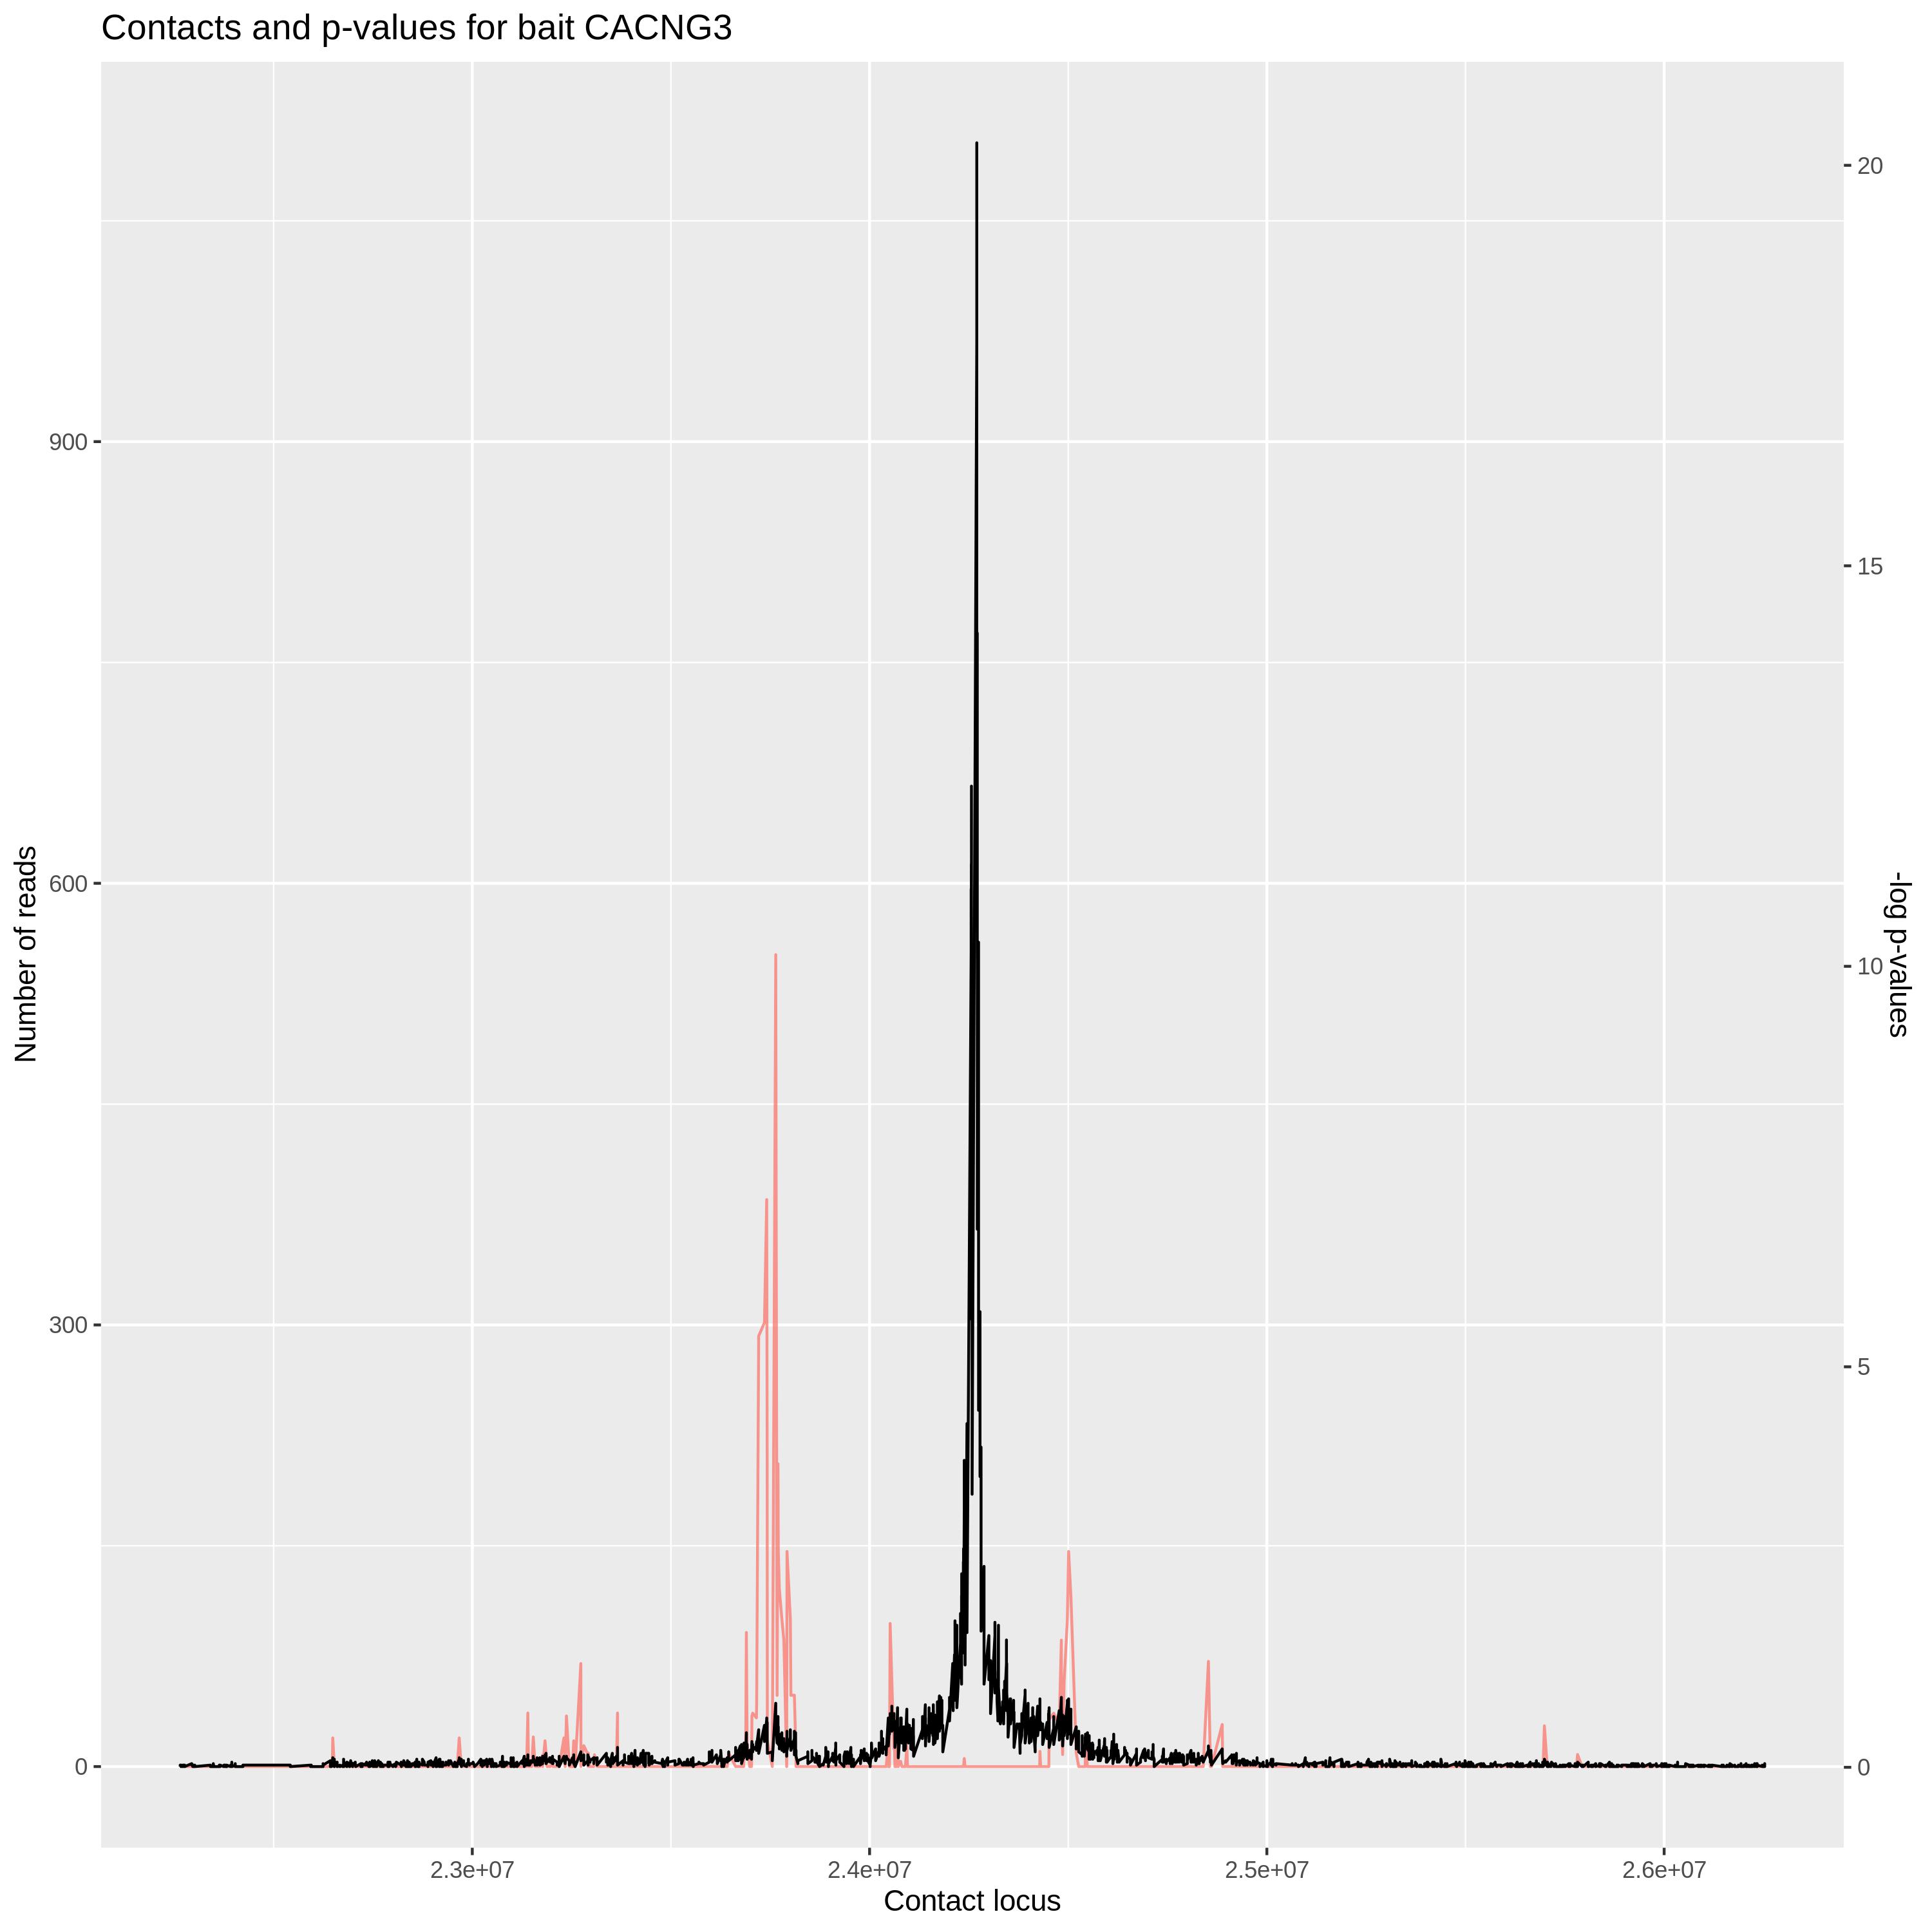 Contacts and p-values for bait CACNG3
Number of reads
900
600
300
0
20
15
10
5
0
-log p-values
2.3e+07 2.4e+07 2.5e+07 2.6e+07
Contact locus